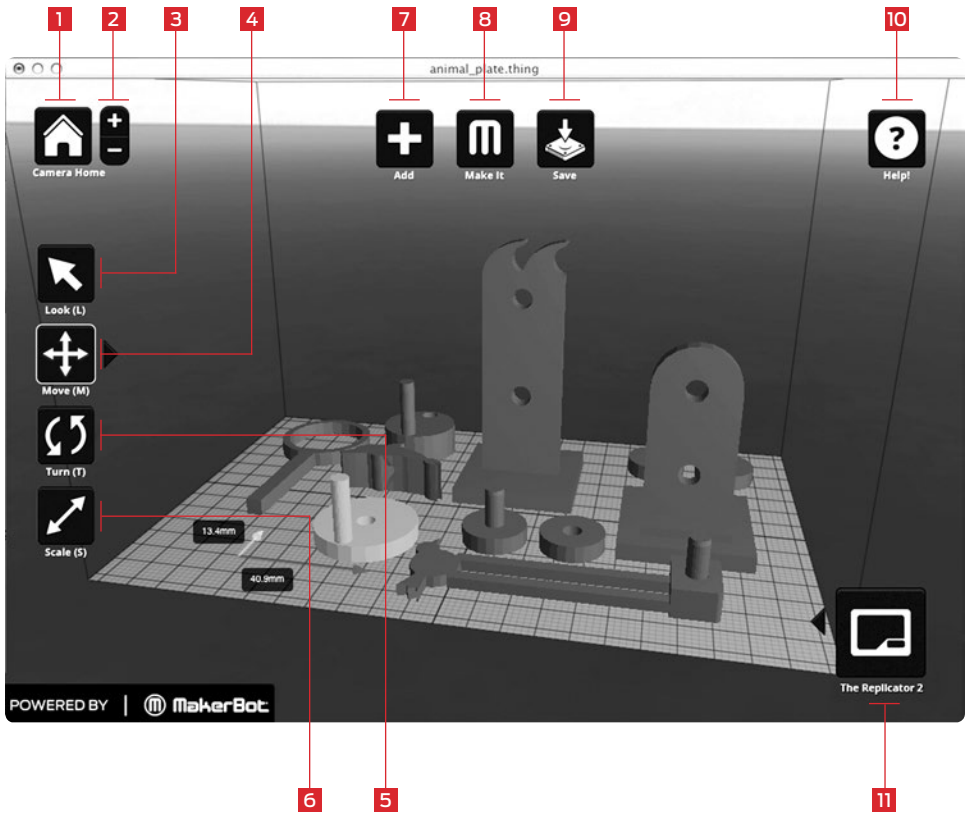 1 2 3 4 7 8 9 10
animal_plate.thing
Camera Home
+
−
Add
Make It
Save
?
Help!
Look (L)
Move (M)
Turn (T)
Scale (S)
13.4mm
40.9mm
The Replicator 2
POWERED BY | MakerBot
6 5 11